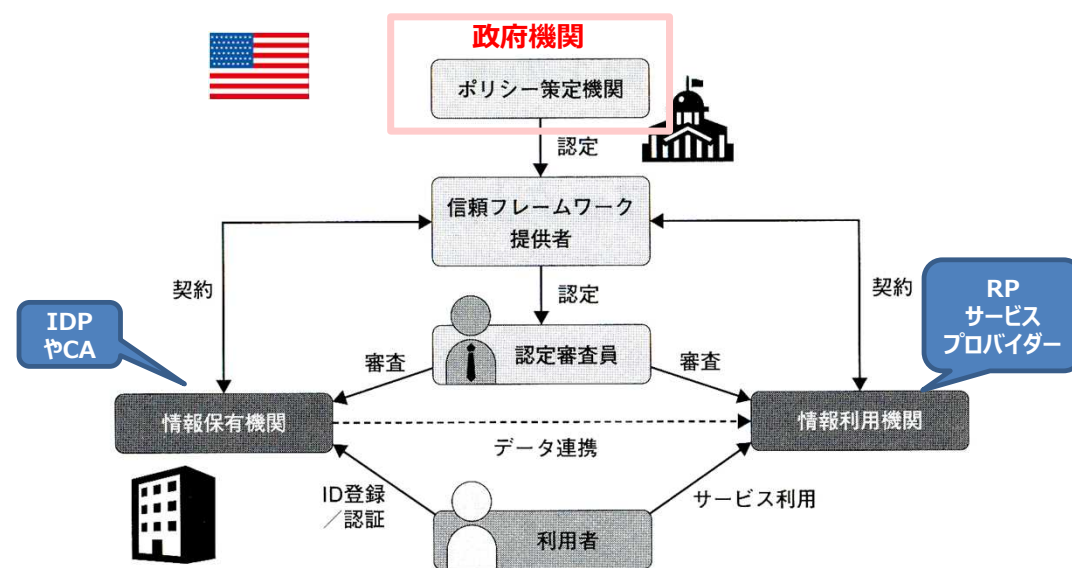 政府機関
ポリシー策定機関
認定
信頼フレームワーク
提供者
契約
契約
認定
IDP
やCA
RP
サービス
プロバイダー
認定審査員
審査
審査
情報保有機関
情報利用機関
データ連携
ID登録
／認証
サービス利用
利用者